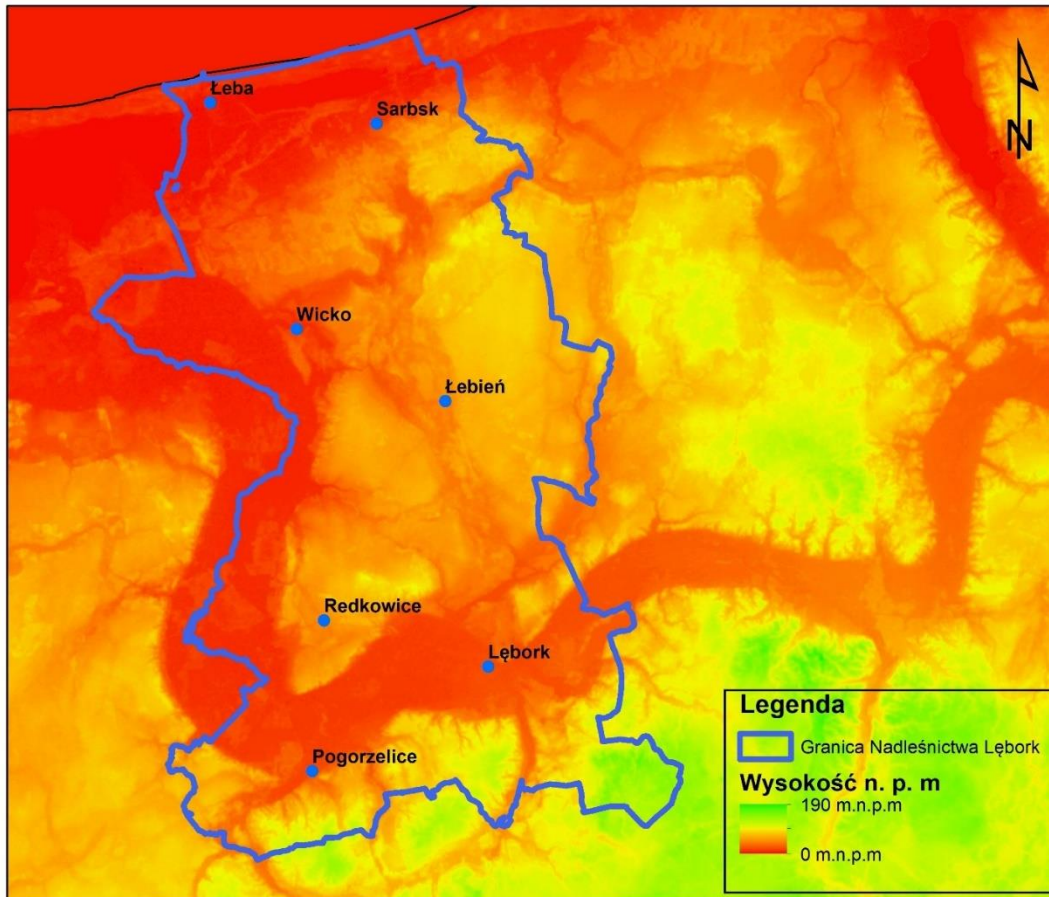 Łeba
Sarbsk
N
Wicko
Łebień
Redkowice
Lębork
Pogorzelice
Legenda
Granica Nadleśnictwa Lębork
Wysokość n. p. m
190 m.n.p.m
0 m.n.p.m